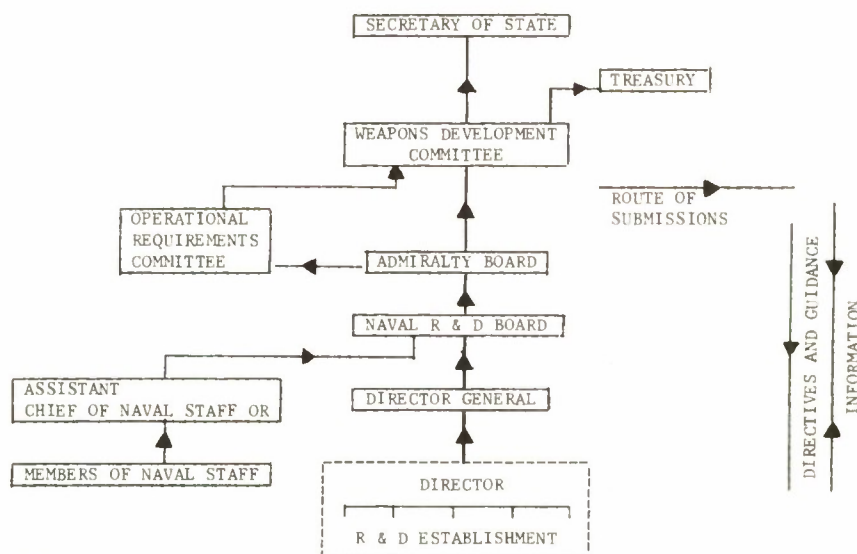 SECRETARY OF STATE
TREASURY
WEAPONS DEVELOPMENT
COMMITTEE
ROUTE OF
SUBMISSIONS
OPERATIONAL
REQUIREMENTS
COMMITTEE
ADMIRALTY BOARD
NAVAL R & D BOARD
ASSISTANT
CHIEF OF NAVAL STAFF OR
DIRECTOR GENERAL
MEMBERS OF NAVAL STAFF
DIRECTOR
R & D ESTABLISHMENT
DIRECTIVES AND GUIDANCE
INFORMATION